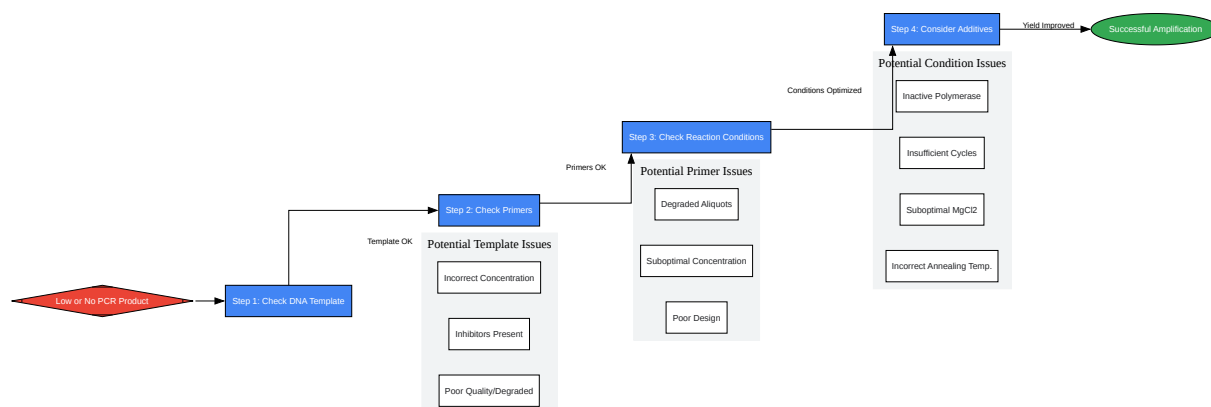 Low or No PCR Product
Step 1: Check DNA Template
Template OK
Step 2: Check Primers
Potential Template Issues
Incorrect Concentration
Inhibitors Present
Poor Quality/Degraded
Primers OK
Step 3: Check Reaction Conditions
Potential Primer Issues
Degraded Aliquots
Suboptimal Concentration
Poor Design
Conditions Optimized
Step 4: Consider Additives
Potential Condition Issues
Inactive Polymerase
Insufficient Cycles
Suboptimal MgCl2
Incorrect Annealing Temp.
Yield Improved
Successful Amplification